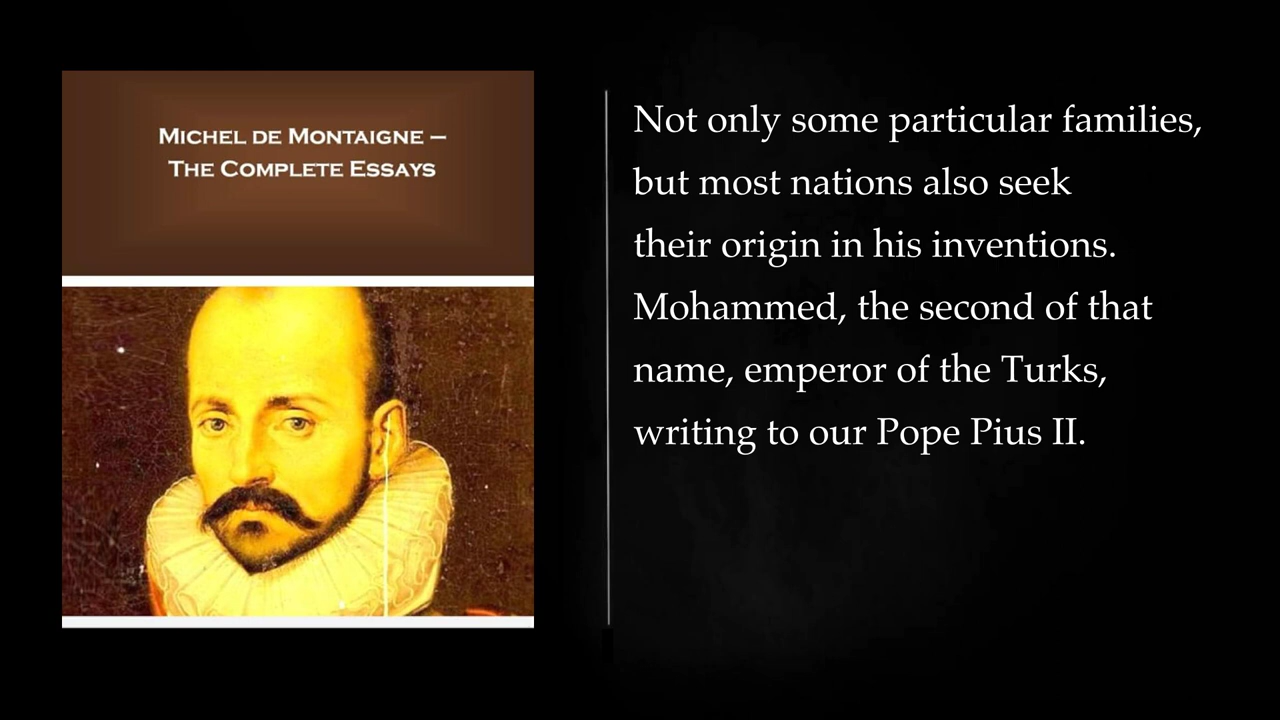 MICHEL DE MONTAIGNE –
THE COMPLETE ESSAYS
Not only some particular families,
but most nations also seek
their origin in his inventions.
Mohammed, the second of that
name, emperor of the Turks,
writing to our Pope Pius II.